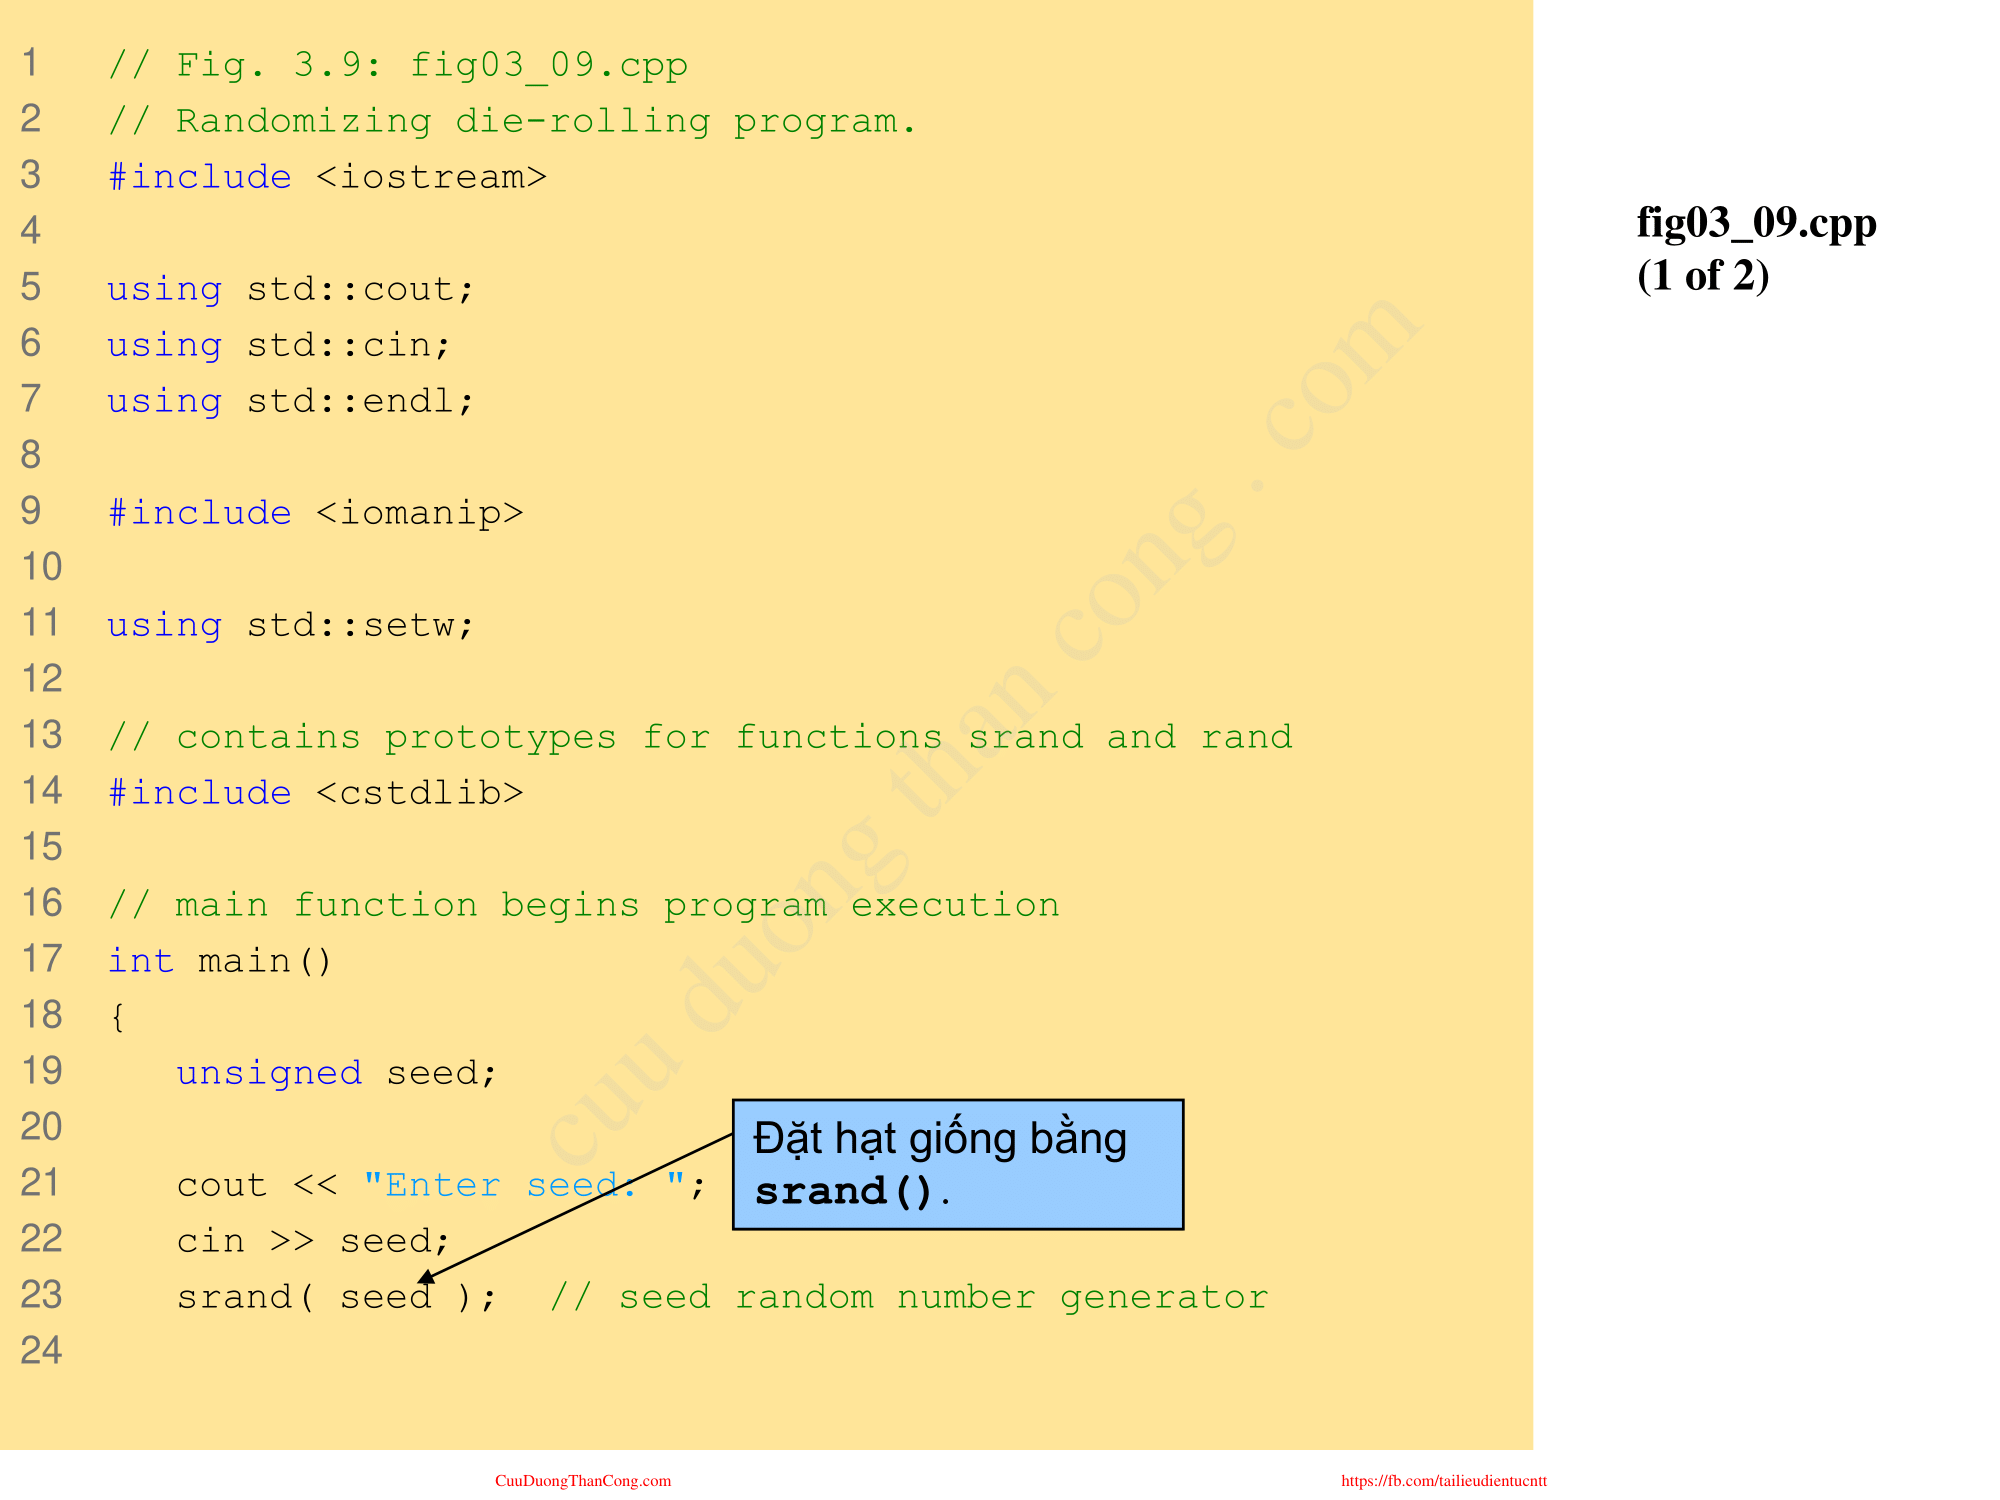 1 // Fig. 3.9: fig03_09.cpp
2 // Randomizing die-rolling program.
3 #include <iostream>
4
5 using std::cout;
6 using std::cin;
7 using std::endl;
8
9 #include <iomanip>
10
11 using std::setw;
12
13 // contains prototypes for functions srand and rand
14 #include <cstdlib>
15
16 // main function begins program execution
17 int main()
18 {
19 unsigned seed;
20
21 cout << "Enter seed: ";
22 cin >> seed;
23 srand( seed ); // seed random number generator
24
Đặt hạt giống bằng
srand().
fig03_09.cpp
(1 of 2)
cuu duong than cong . com
CuuDuongThanCong.com
https://fb.com/tailieudientucntt